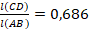 l(CD)/l(AB) = 0,686